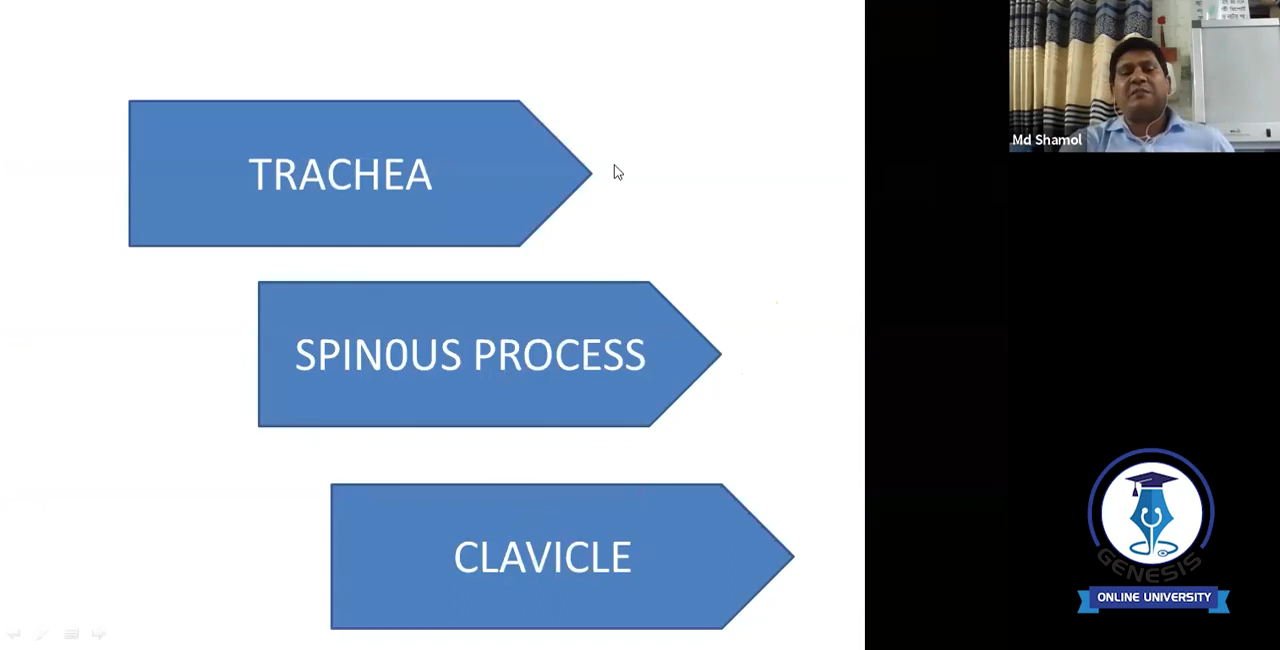 TRACHEA
SPIN0US PROCESS
CLAVICLE
Md Shamol
GENESIS
ONLINE UNIVERSITY